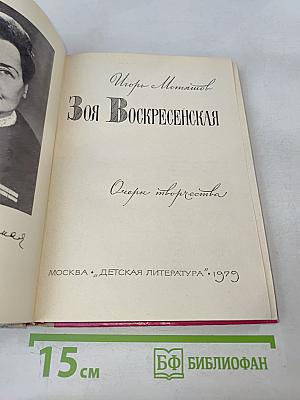 Игорь Мотяшов
Зоя Воскресенская
Очерк творчества
МОСКВА · „ДЕТСКАЯ ЛИТЕРАТУРА" · 1979
15 см
БФ БИБЛИОФАН